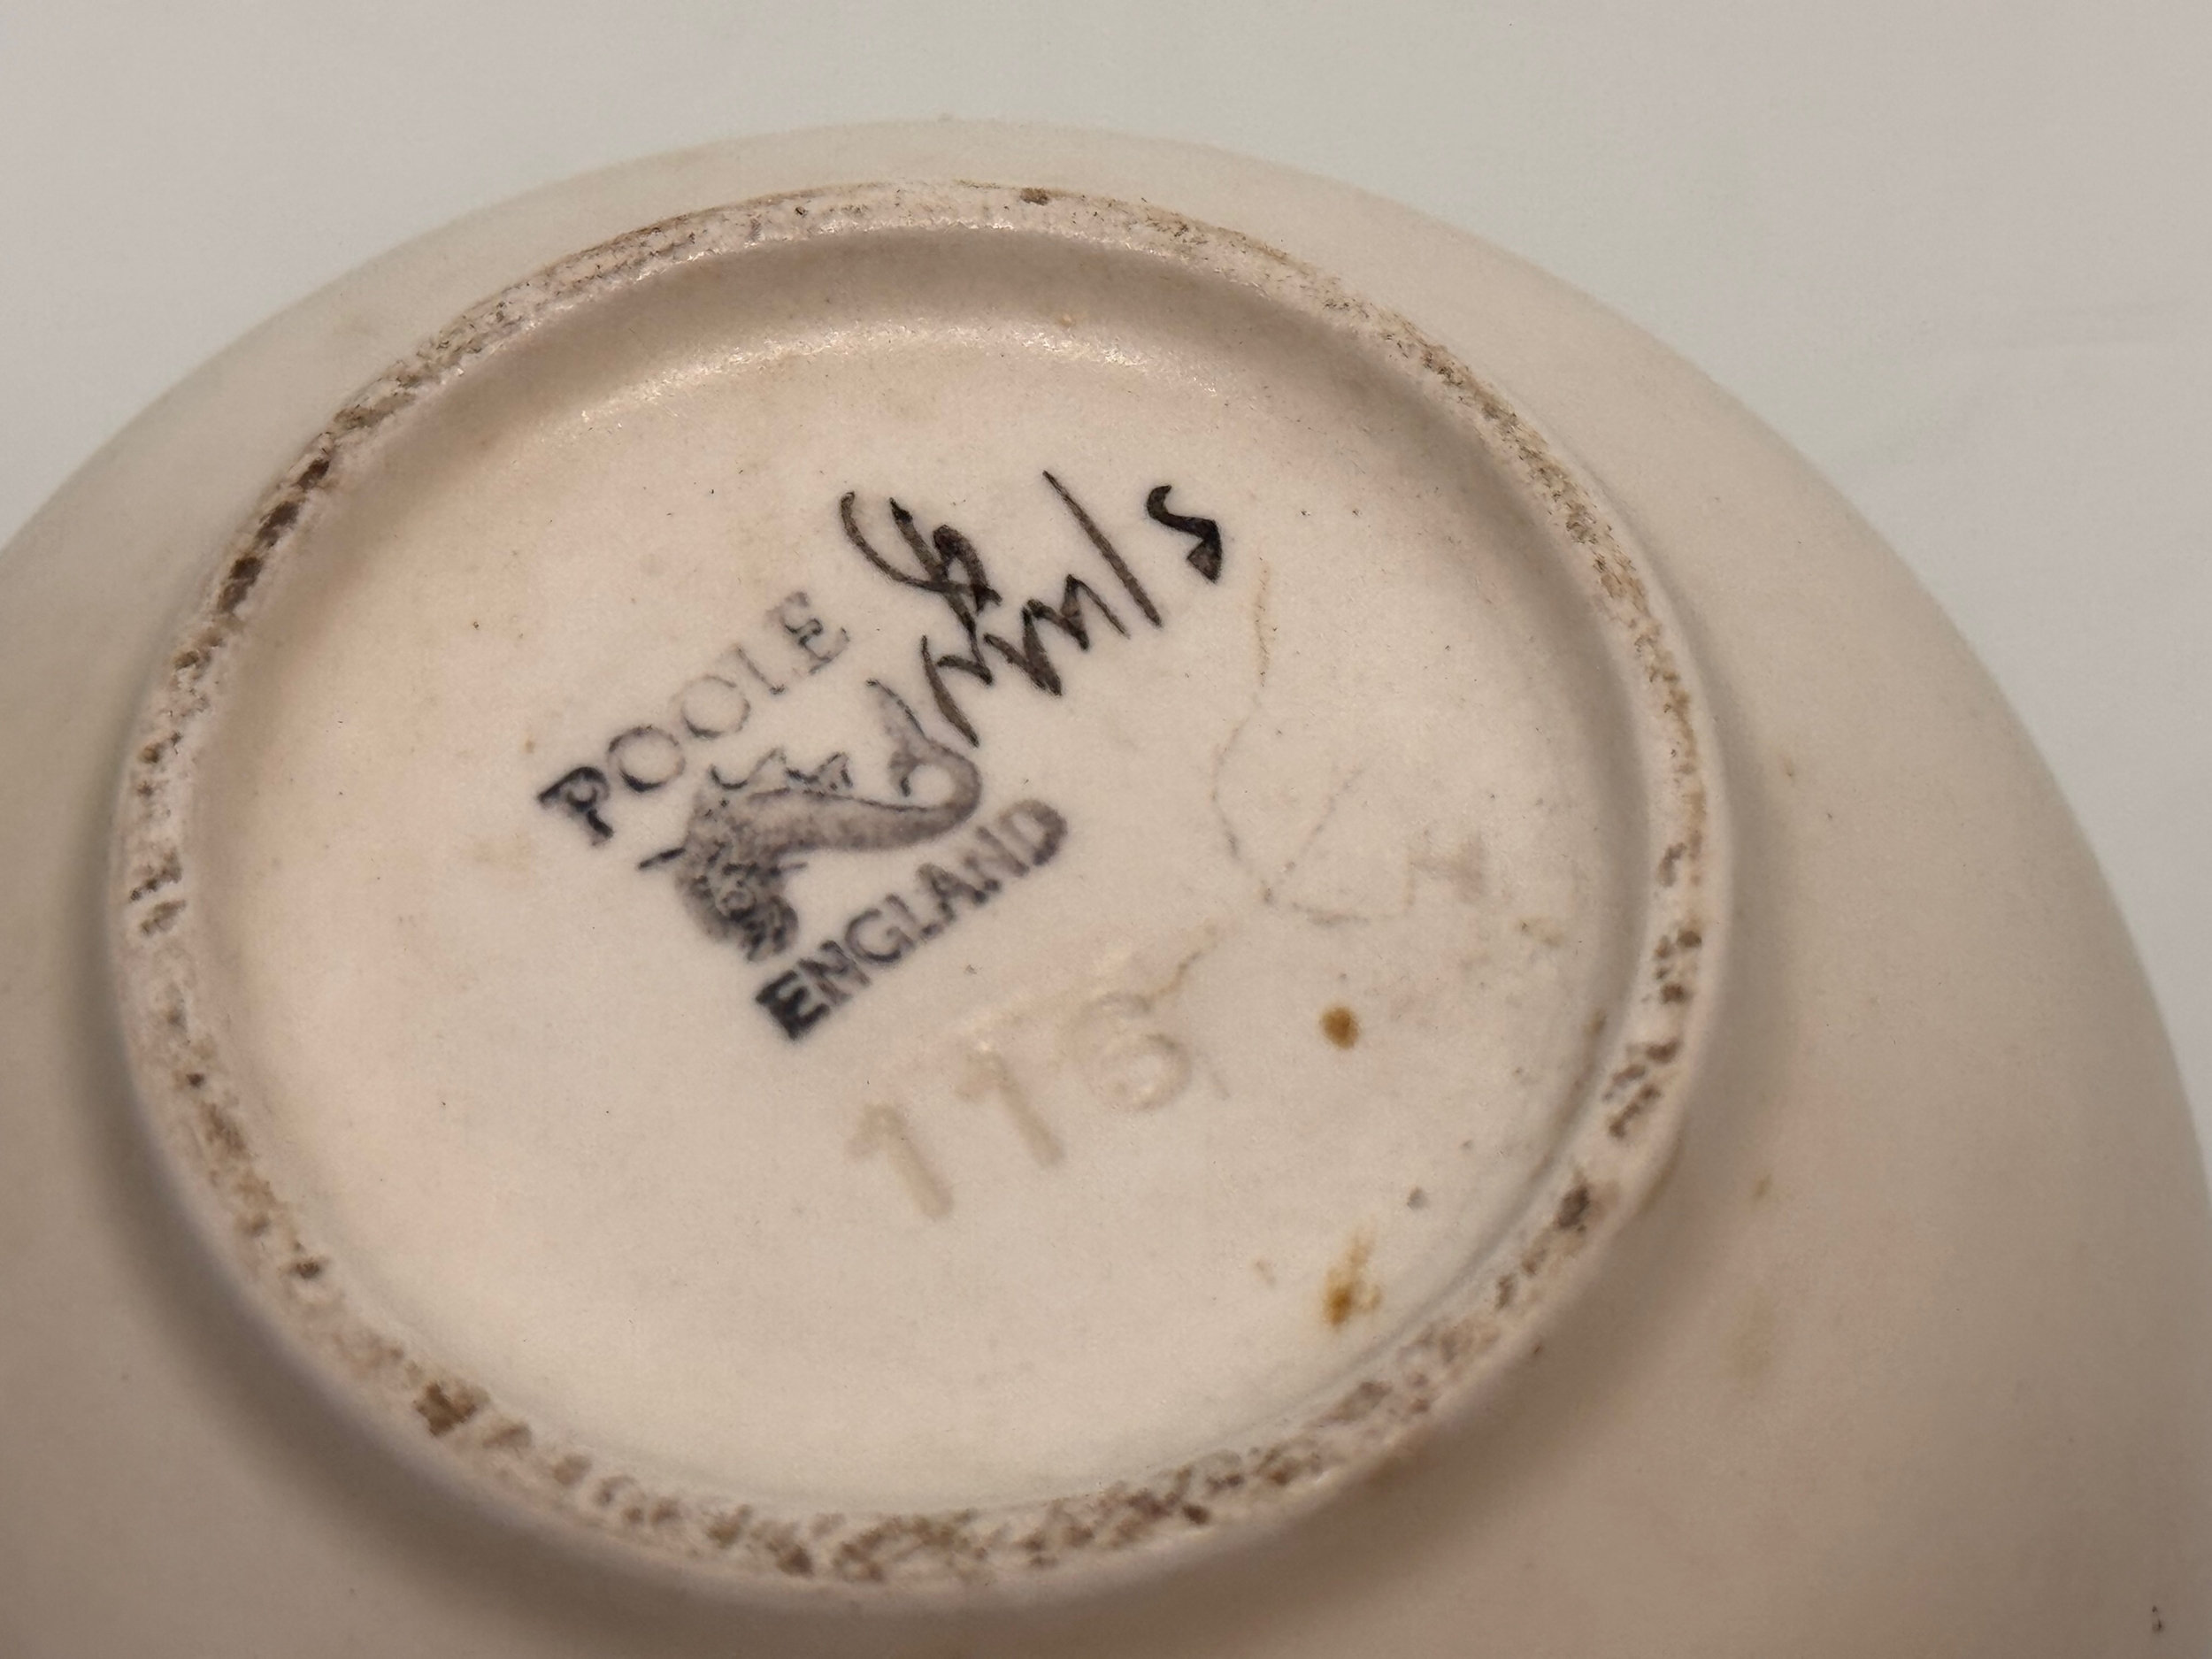 POOLE
ENGLAND
116
H